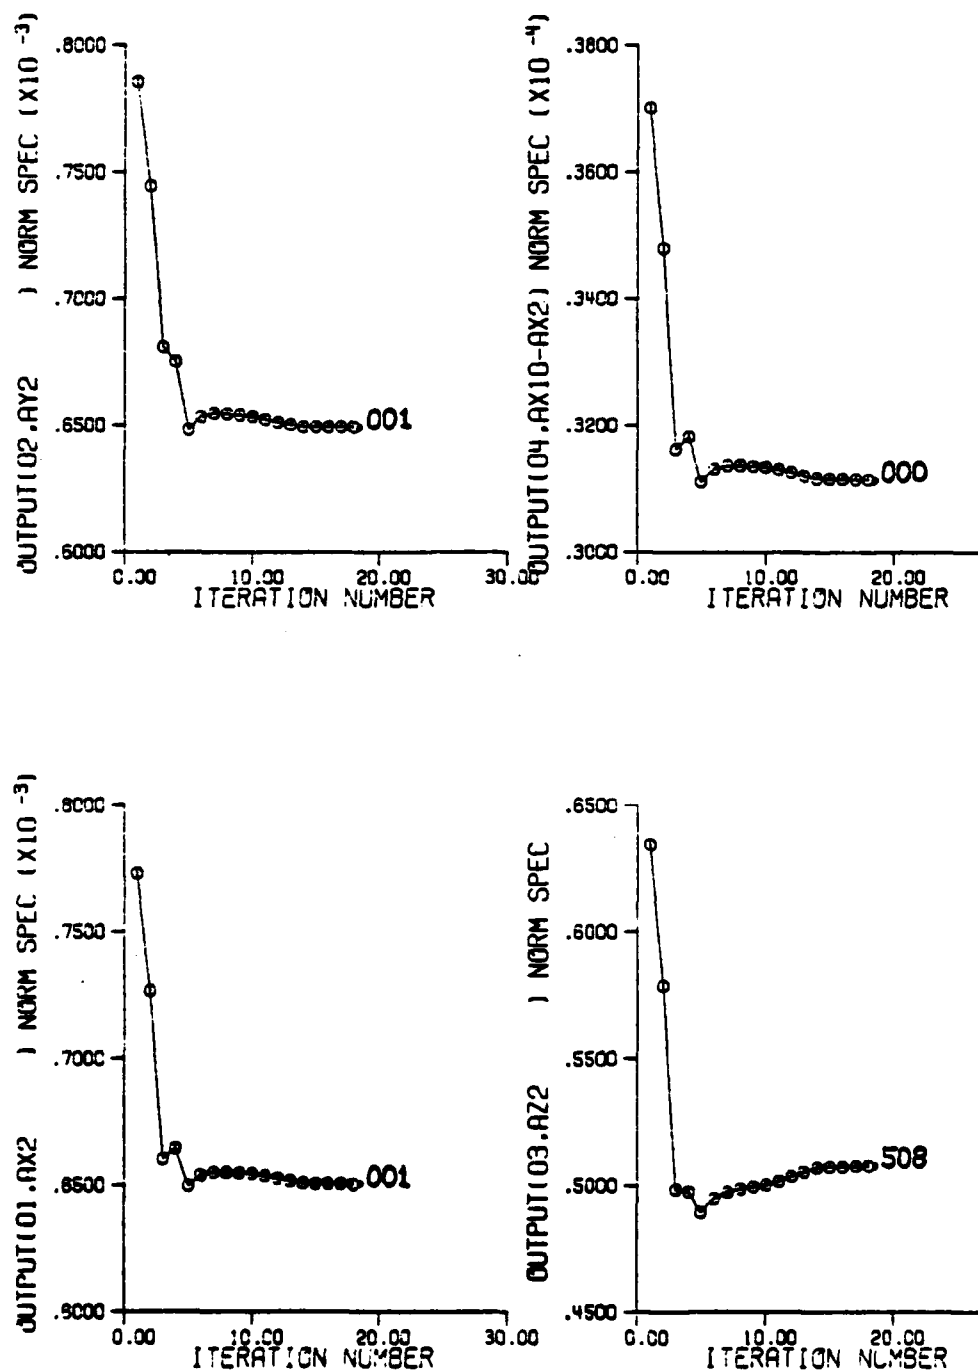 OUTPUT(02.AY2 ) NORM SPEC (X10 -3)
.8000
.7500
.7000
.6500
.6000
001
0.00 10.00 20.00 30.00
ITERATION NUMBER
OUTPUT(04.AX10-AX2) NORM SPEC (X10 -4)
.3800
.3600
.3400
.3200
.3000
000
0.00 10.00 20.00
ITERATION NUMBER
OUTPUT(01.AX2 ) NORM SPEC (X10 -3)
.8000
.7500
.7000
.6500
.6000
001
0.00 10.00 20.00
ITERATION NUMBER
OUTPUT(03.AZ2 ) NORM SPEC
.6500
.6000
.5500
.5000
.4500
508
0.00 10.00 20.00
ITERATION NUMBER